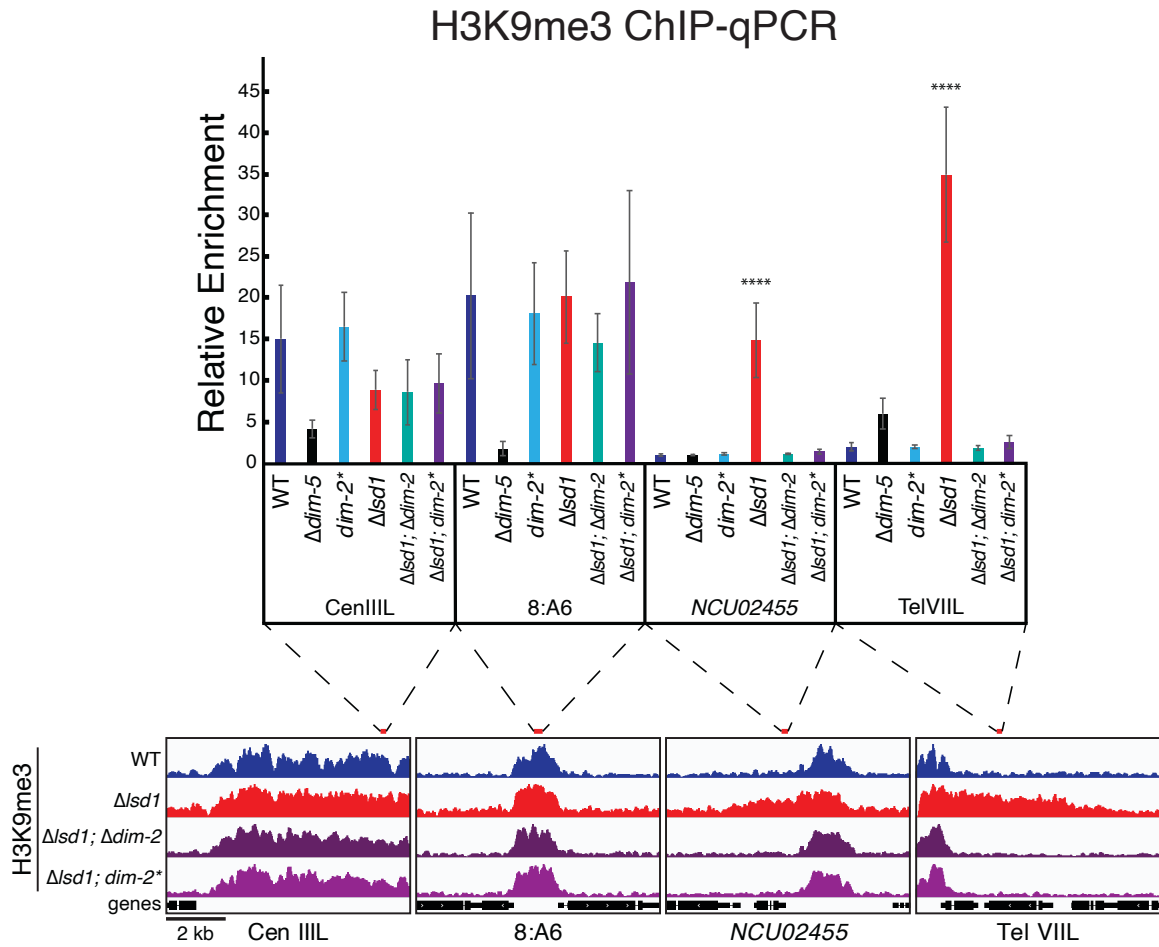 H3K9me3 ChIP-qPCR
Relative Enrichment
45
40
35
30
25
20
15
10
5
0
****
****
WT
Δdim-5
dim-2*
Δlsd1
Δlsd1; Δdim-2
Δlsd1; dim-2*
WT
Δdim-5
dim-2*
Δlsd1
Δlsd1; Δdim-2
Δlsd1; dim-2*
WT
Δdim-5
dim-2*
Δlsd1
Δlsd1; Δdim-2
Δlsd1; dim-2*
WT
Δdim-5
dim-2*
Δlsd1
Δlsd1; Δdim-2
Δlsd1; dim-2*
CenIIIL
8:A6
NCU02455
TelVIIL
H3K9me3
WT
Δlsd1
Δlsd1; Δdim-2
Δlsd1; dim-2*
genes
2 kb
Cen IIIL
8:A6
NCU02455
Tel VIIL